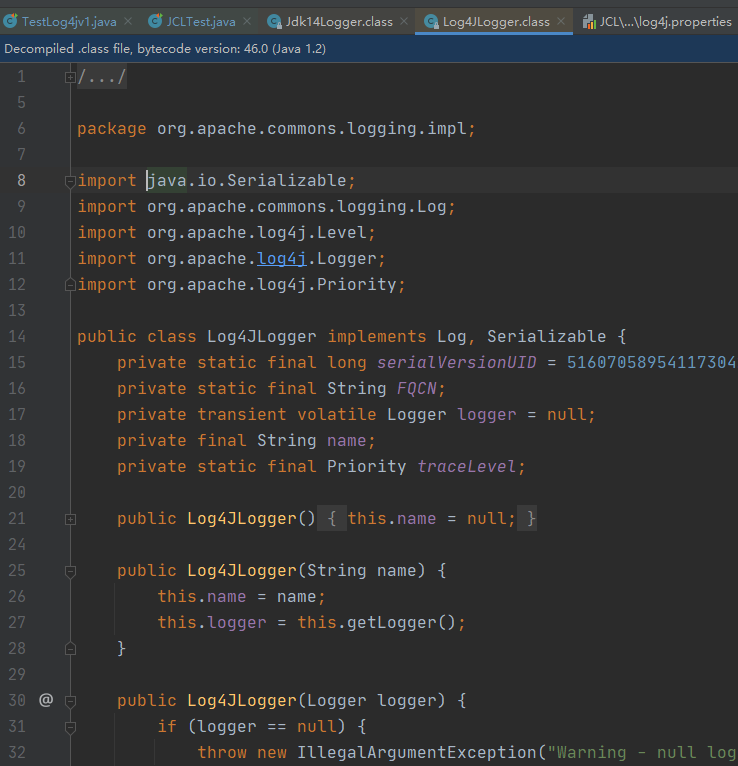 TestLog4jv1.java JCLTest.java Jdk14Logger.class Log4JLogger.class JCL\...\log4j.properties
Decompiled .class file, bytecode version: 46.0 (Java 1.2)
1 /.../
5
6 package org.apache.commons.logging.impl;
7
8 import java.io.Serializable;
9 import org.apache.commons.logging.Log;
10 import org.apache.log4j.Level;
11 import org.apache.log4j.Logger;
12 import org.apache.log4j.Priority;
13
14 public class Log4JLogger implements Log, Serializable {
15 private static final long serialVersionUID = 51607058954117304
16 private static final String FQCN;
17 private transient volatile Logger logger = null;
18 private final String name;
19 private static final Priority traceLevel;
20
21 public Log4JLogger() { this.name = null; }
24
25 public Log4JLogger(String name) {
26 this.name = name;
27 this.logger = this.getLogger();
28 }
29
30 @ public Log4JLogger(Logger logger) {
31 if (logger == null) {
32 throw new IllegalArgumentException("Warning - null log